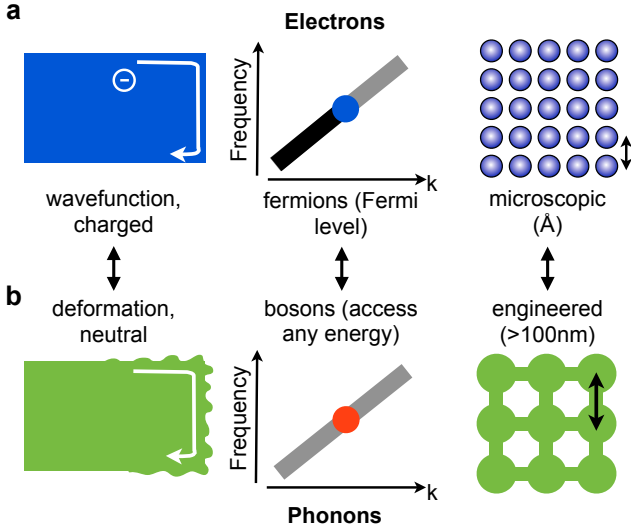 a
Electrons
−
Frequency
k
wavefunction,
charged
fermions (Fermi
level)
microscopic
(Å)
b
deformation,
neutral
bosons (access
any energy)
engineered
(>100nm)
Frequency
k
Phonons